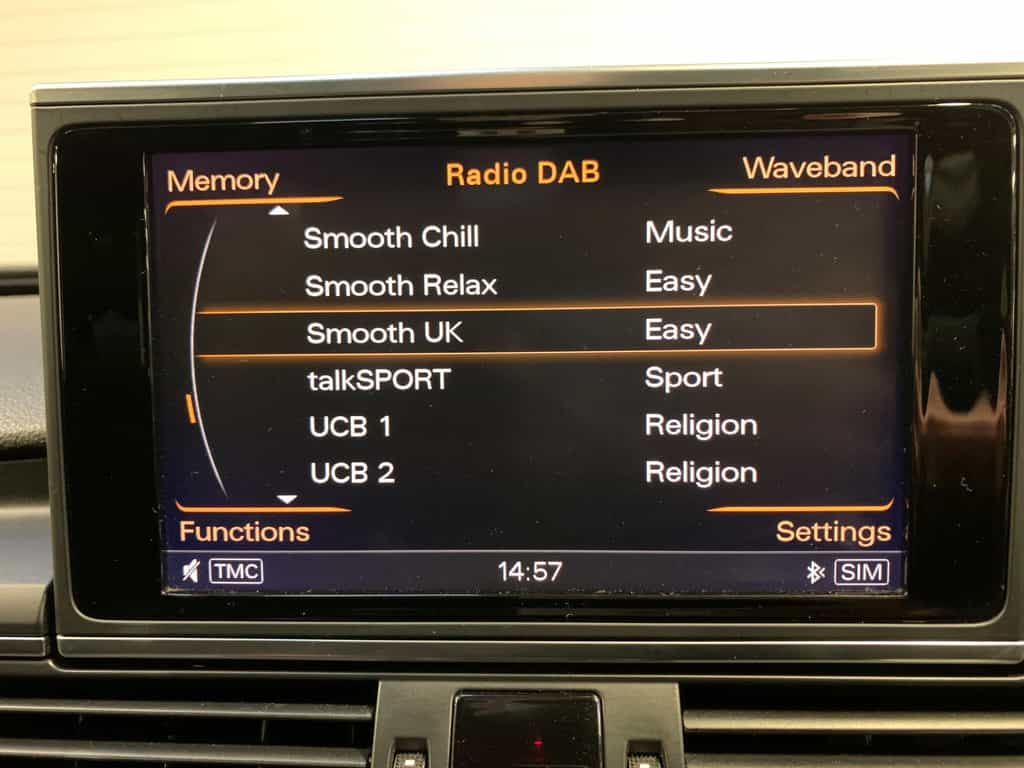 Memory Radio DAB Waveband
Smooth Chill Music
Smooth Relax Easy
Smooth UK Easy
talkSPORT Sport
UCB 1 Religion
UCB 2 Religion
Functions Settings
TMC 14:57 SIM